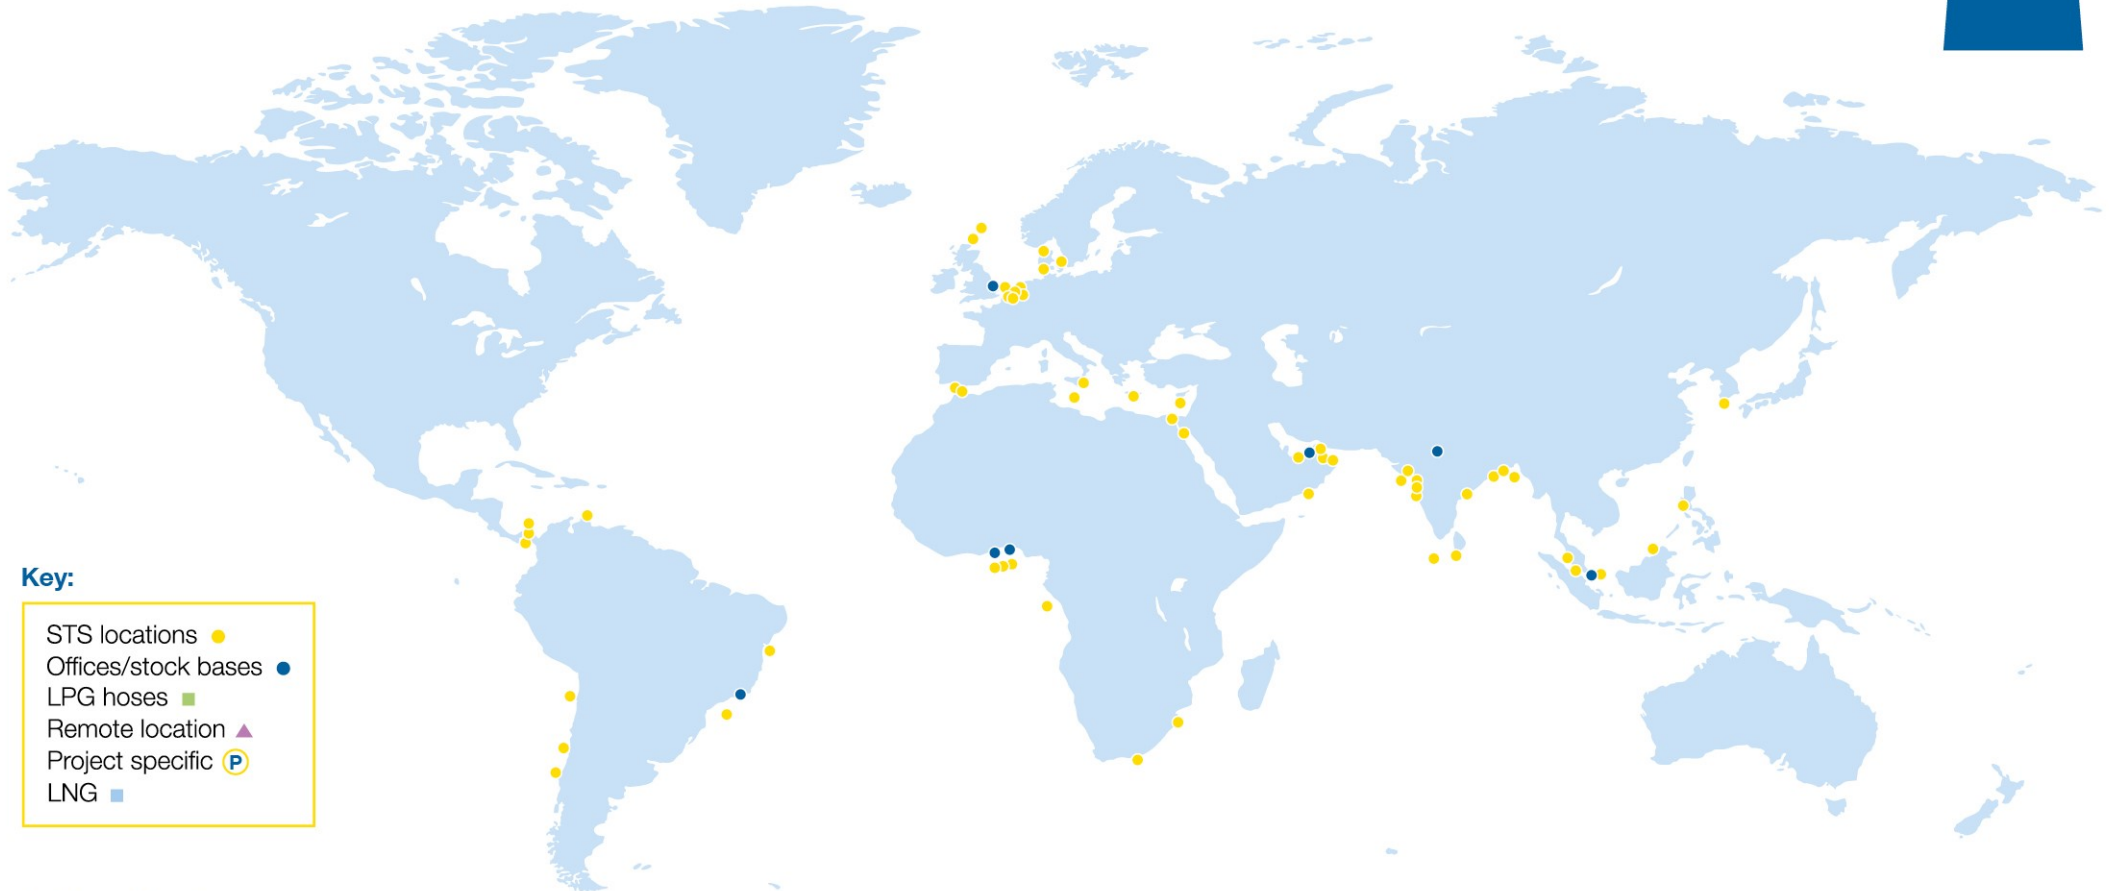 Key:
STS locations
Offices/stock bases
LPG hoses
Remote location
Project specific P
LNG